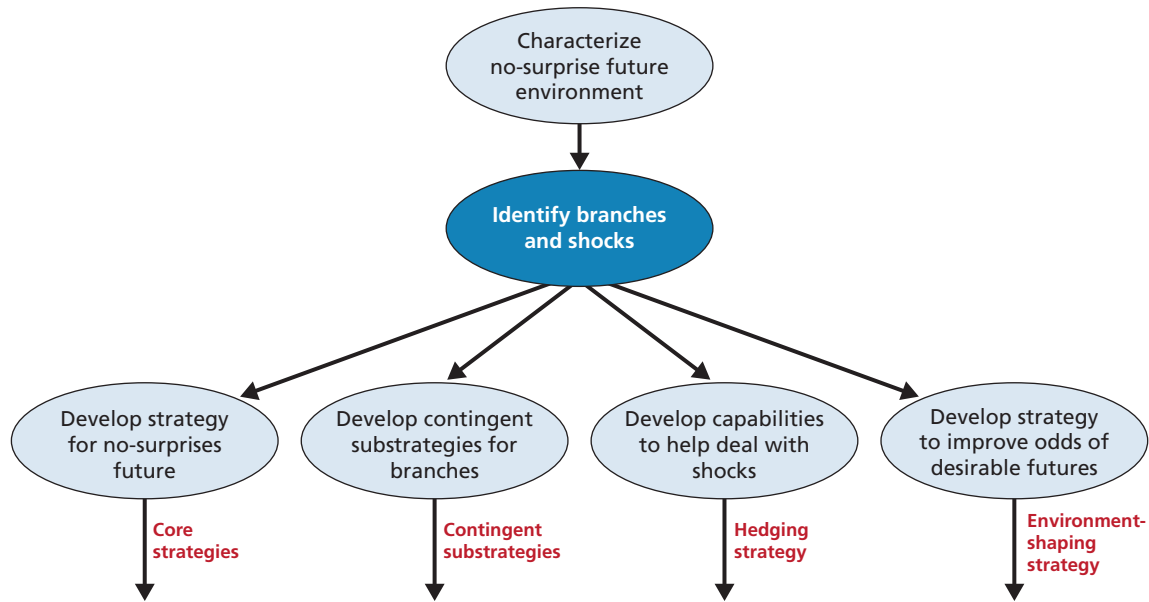 Characterize
no-surprise future
environment
Identify branches
and shocks
Develop strategy
for no-surprises
future
Develop contingent
substrategies for
branches
Develop capabilities
to help deal with
shocks
Develop strategy
to improve odds of
desirable futures
Core
strategies
Contingent
substrategies
Hedging
strategy
Environment-
shaping
strategy